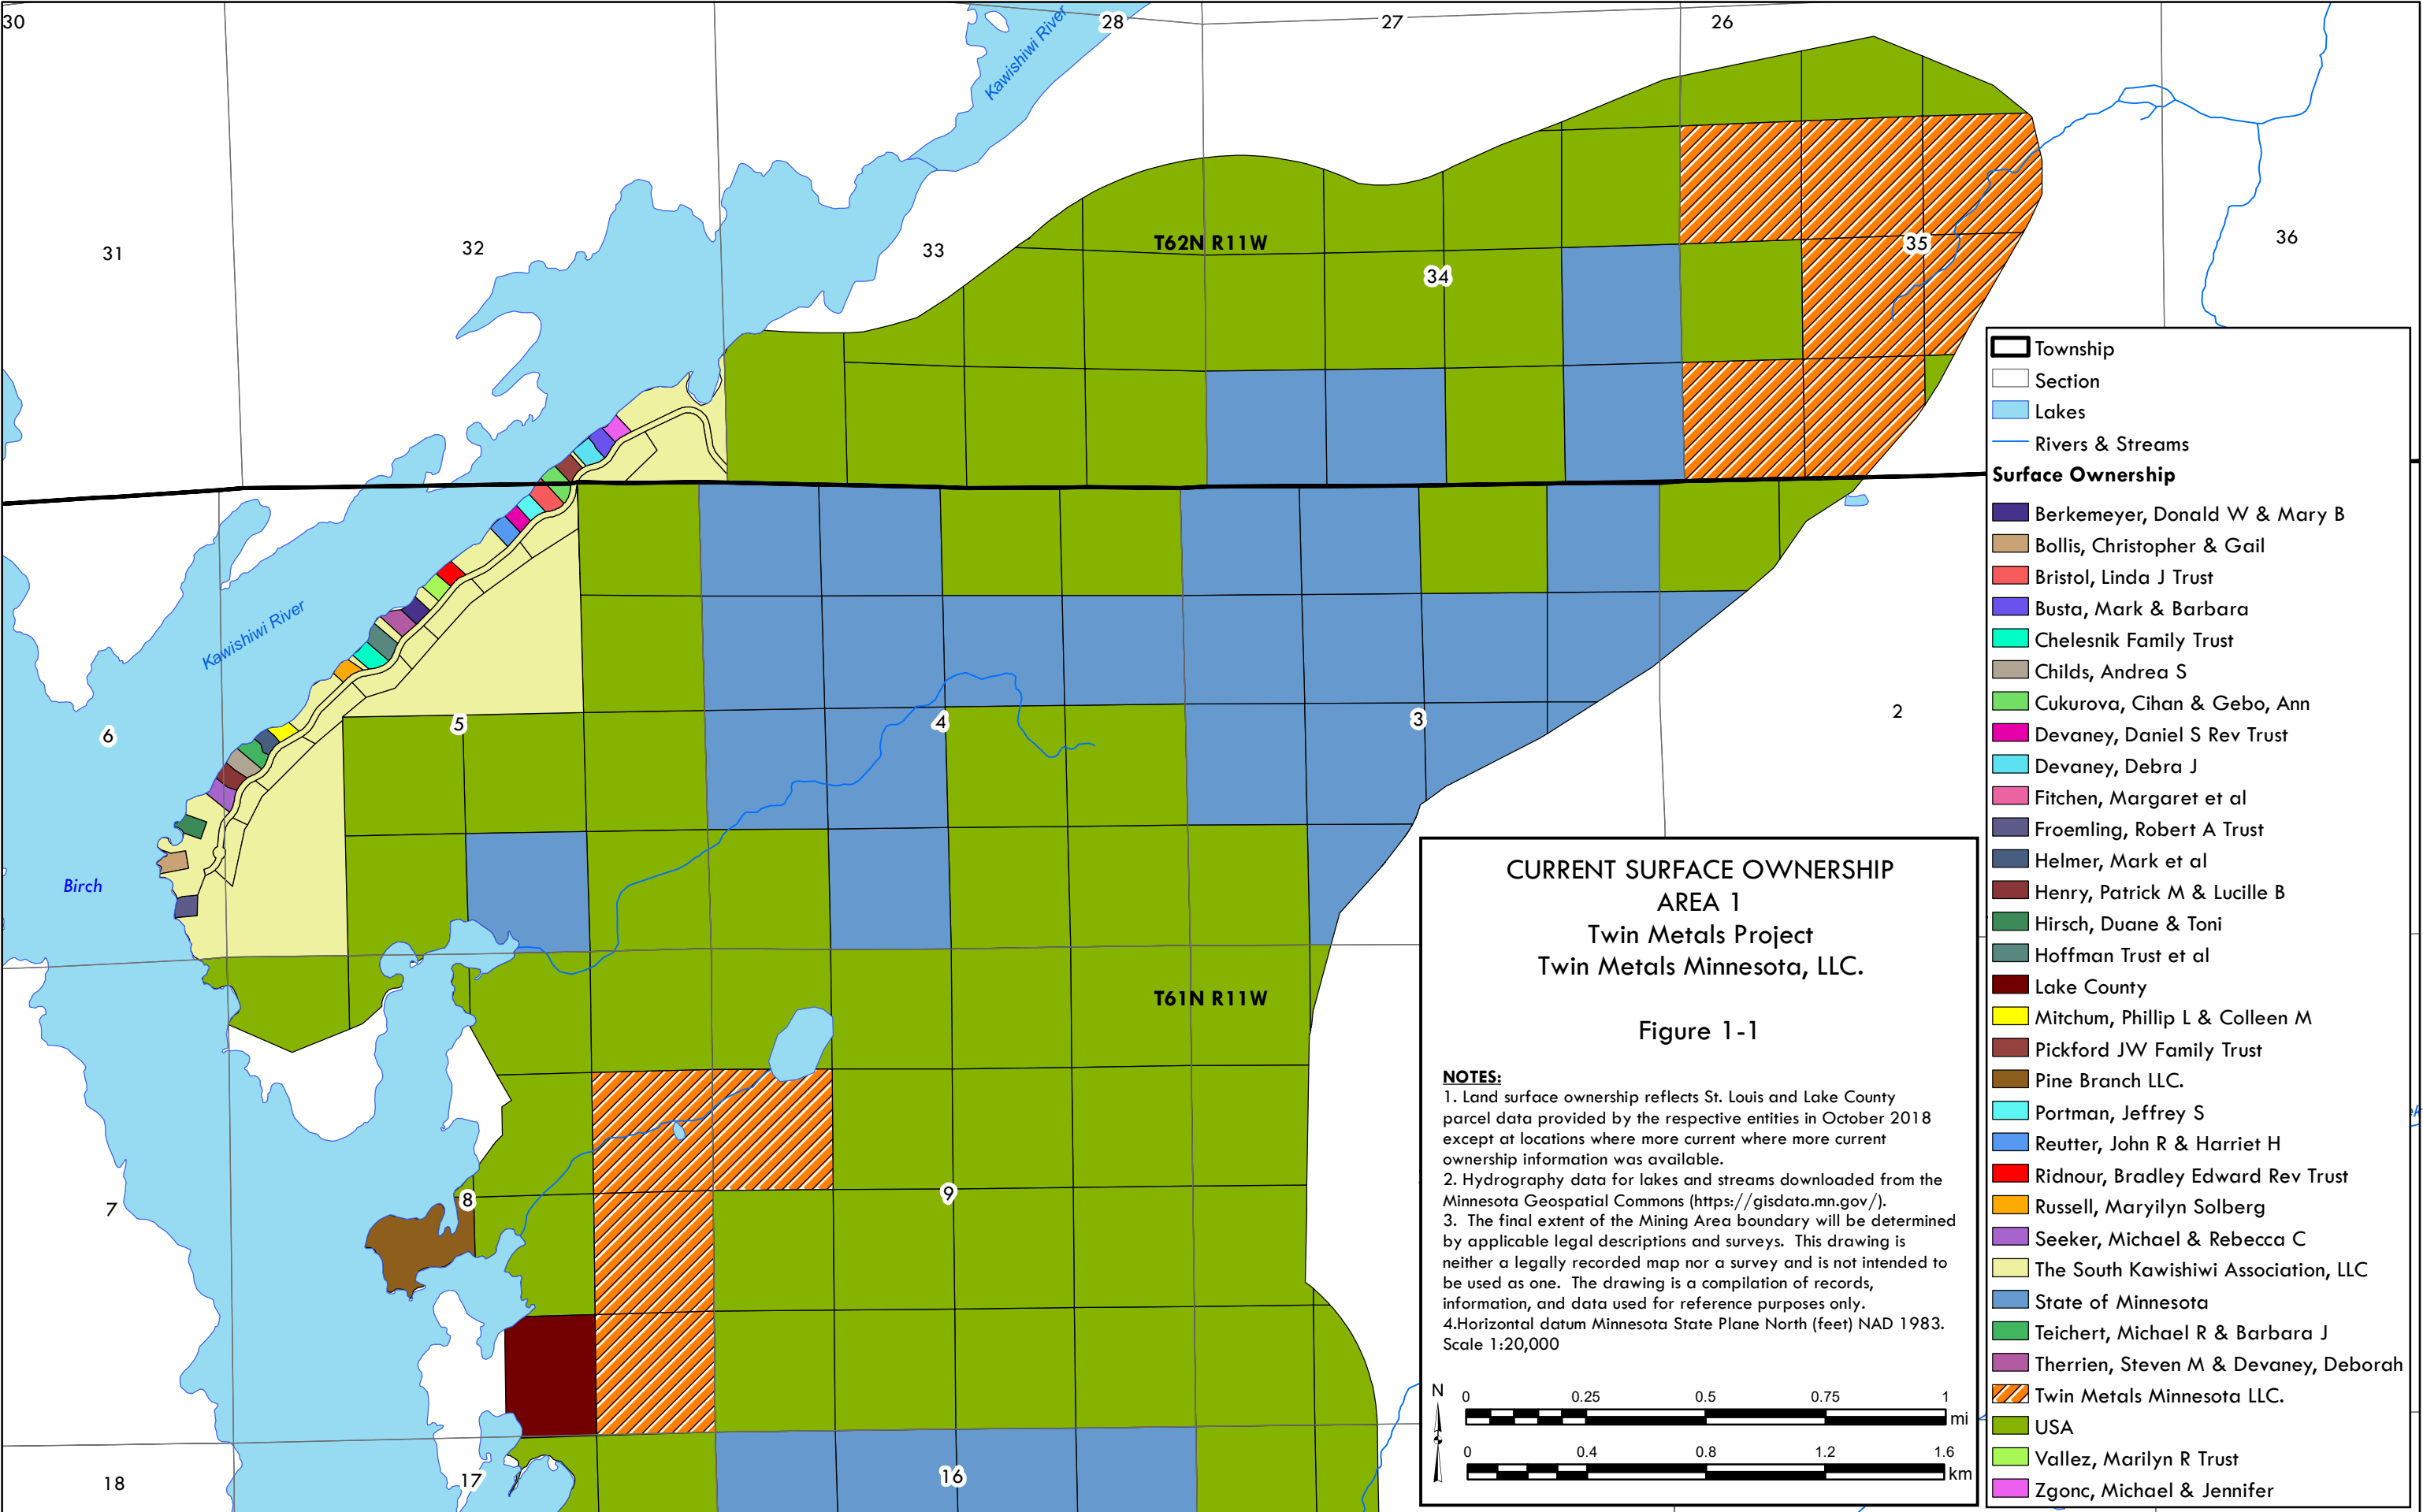 30
28
27
26
Kawishiwi River
31
32
33
T62N R11W
34
35
36
Kawishiwi River
6
5
4
3
2
Birch
T61N R11W
7
8
9
18
17
16
Township
Section
Lakes
Rivers & Streams
Surface Ownership
Berkemeyer, Donald W & Mary B
Bollis, Christopher & Gail
Bristol, Linda J Trust
Busta, Mark & Barbara
Chelesnik Family Trust
Childs, Andrea S
Cukurova, Cihan & Gebo, Ann
Devaney, Daniel S Rev Trust
Devaney, Debra J
Fitchen, Margaret et al
Froemling, Robert A Trust
Helmer, Mark et al
Henry, Patrick M & Lucille B
Hirsch, Duane & Toni
Hoffman Trust et al
Lake County
Mitchum, Phillip L & Colleen M
Pickford JW Family Trust
Pine Branch LLC.
Portman, Jeffrey S
Reutter, John R & Harriet H
Ridnour, Bradley Edward Rev Trust
Russell, Maryilyn Solberg
Seeker, Michael & Rebecca C
The South Kawishiwi Association, LLC
State of Minnesota
Teichert, Michael R & Barbara J
Therrien, Steven M & Devaney, Deborah
Twin Metals Minnesota LLC.
USA
Vallez, Marilyn R Trust
Zgonc, Michael & Jennifer
CURRENT SURFACE OWNERSHIP
AREA 1
Twin Metals Project
Twin Metals Minnesota, LLC.
Figure 1-1
NOTES:
1. Land surface ownership reflects St. Louis and Lake County
parcel data provided by the respective entities in October 2018
except at locations where more current where more current
ownership information was available.
2. Hydrography data for lakes and streams downloaded from the
Minnesota Geospatial Commons (https://gisdata.mn.gov/).
3. The final extent of the Mining Area boundary will be determined
by applicable legal descriptions and surveys. This drawing is
neither a legally recorded map nor a survey and is not intended to
be used as one. The drawing is a compilation of records,
information, and data used for reference purposes only.
4.Horizontal datum Minnesota State Plane North (feet) NAD 1983.
Scale 1:20,000
N
0 0.25 0.5 0.75 1
mi
0 0.4 0.8 1.2 1.6
km